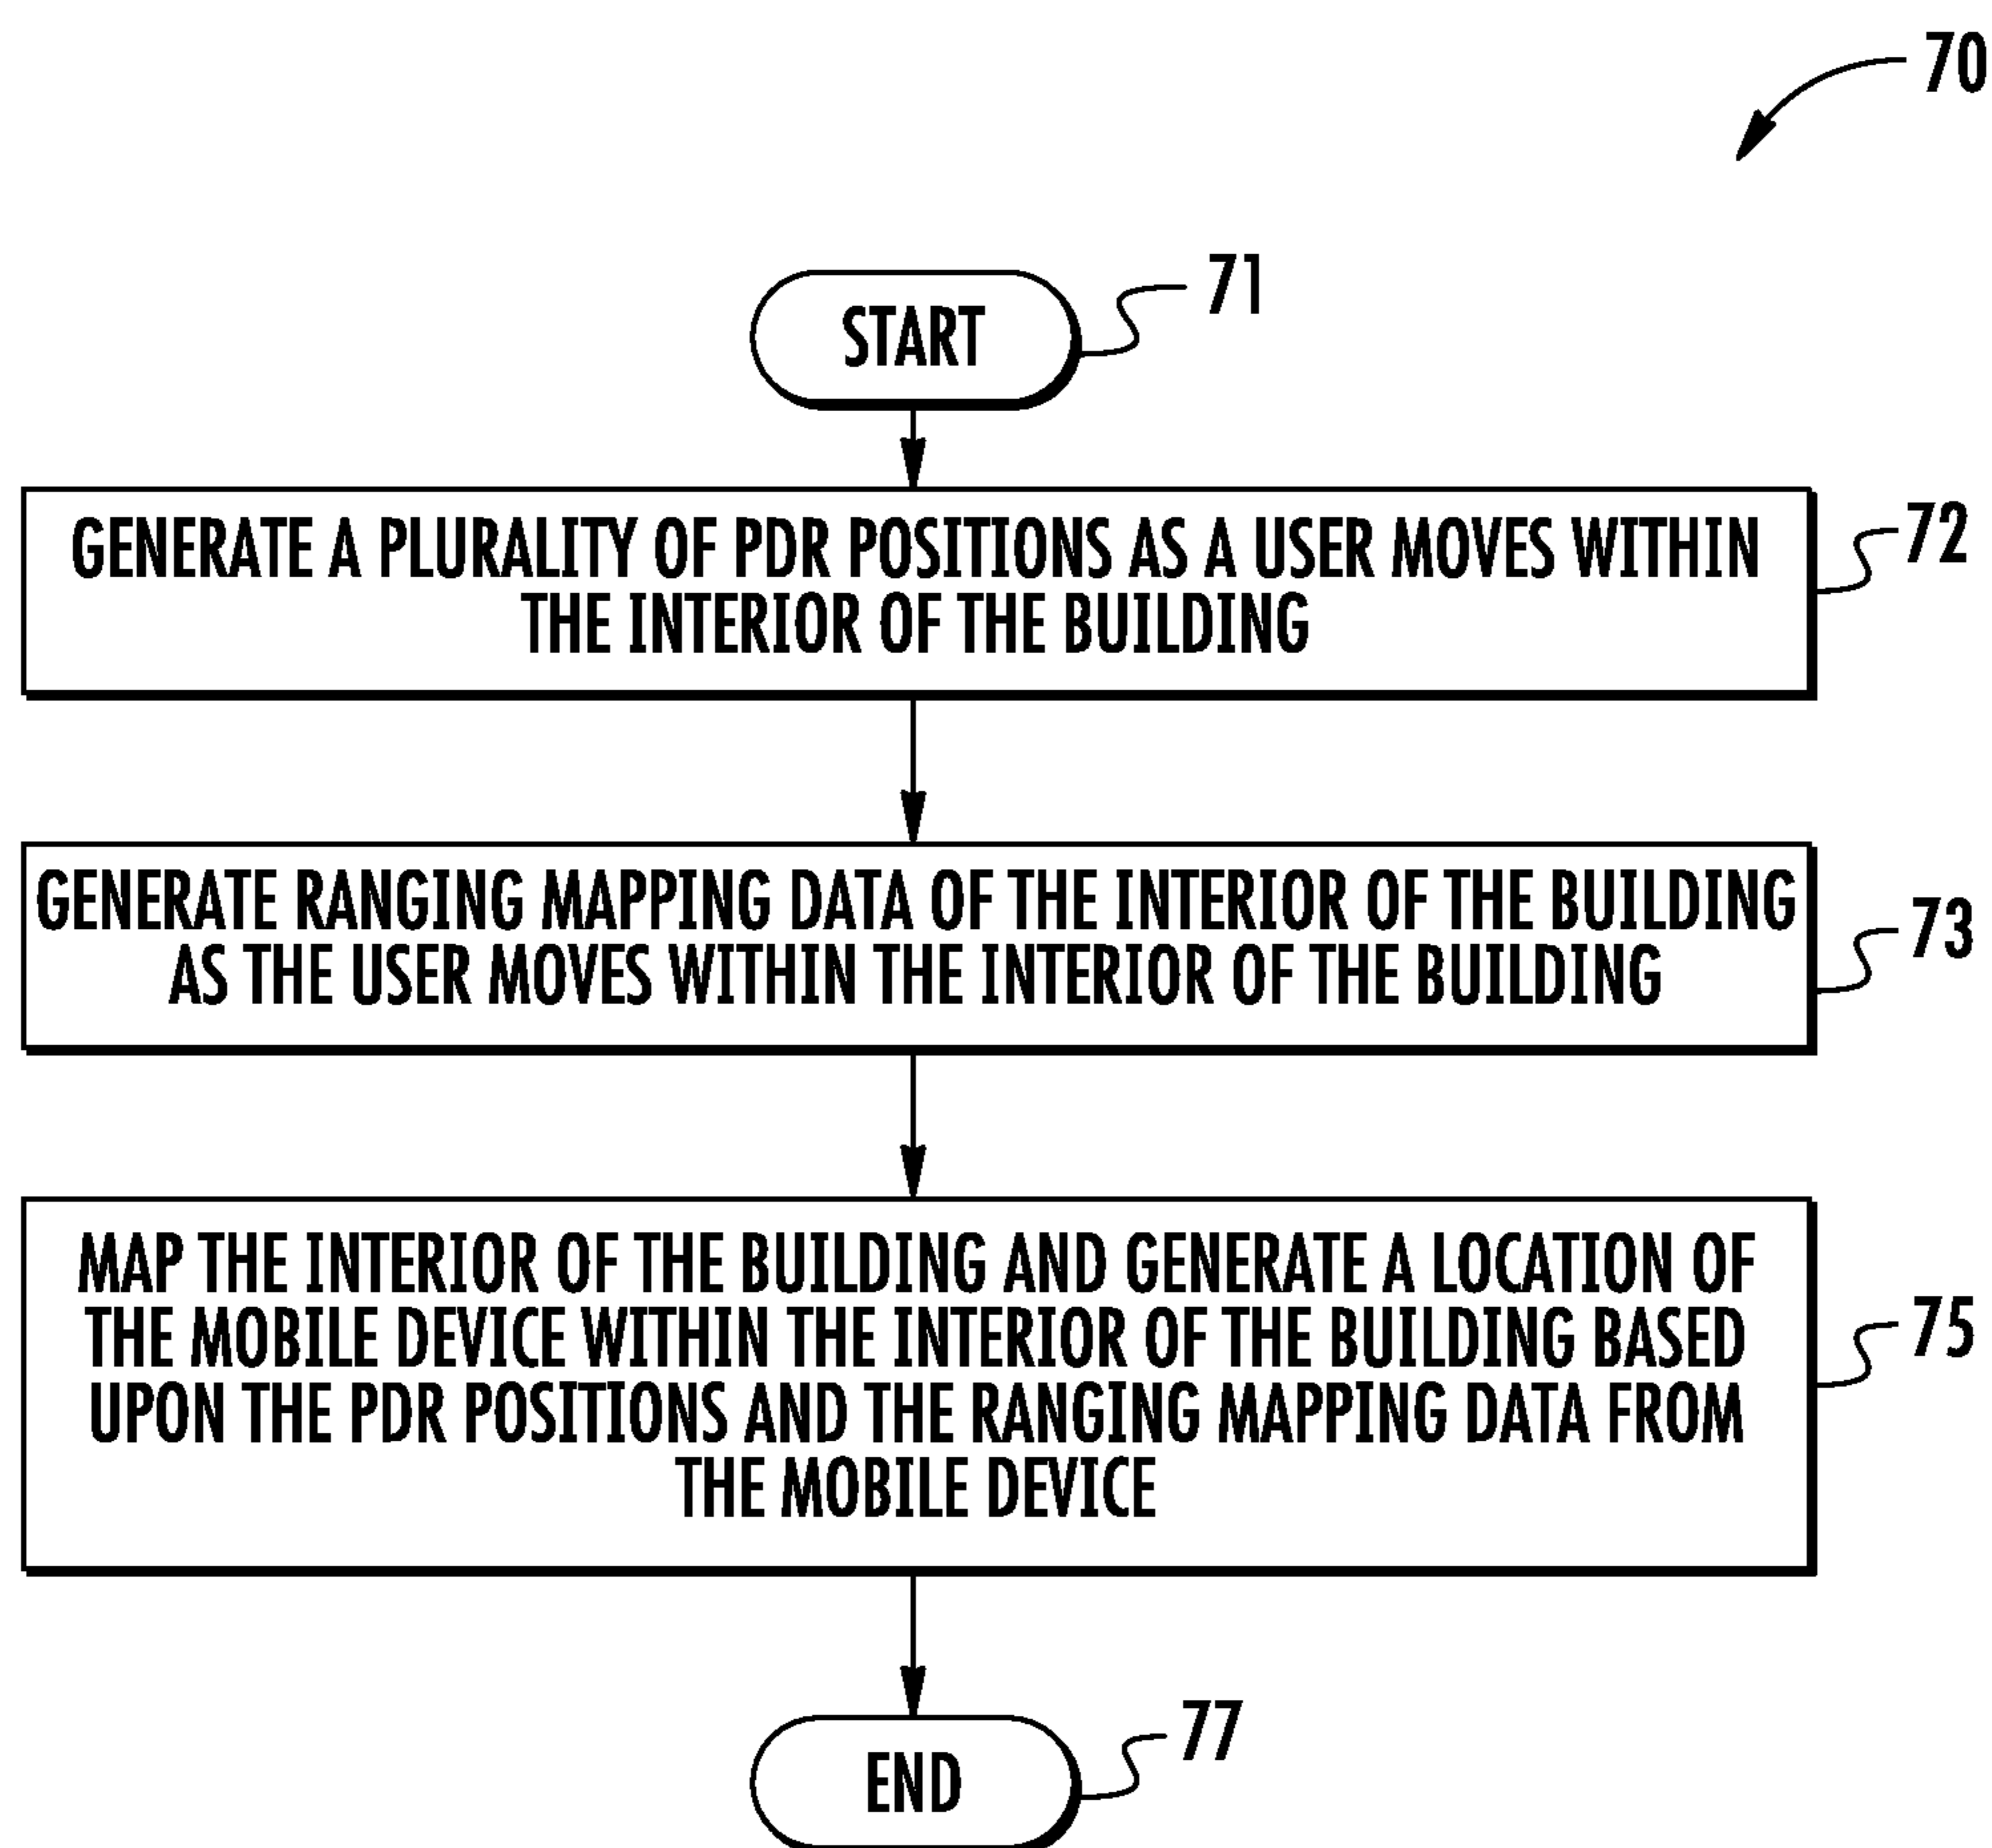 70
START
71
GENERATE A PLURALITY OF PDR POSITIONS AS A USER MOVES WITHIN
THE INTERIOR OF THE BUILDING
72
GENERATE RANGING MAPPING DATA OF THE INTERIOR OF THE BUILDING
AS THE USER MOVES WITHIN THE INTERIOR OF THE BUILDING
73
MAP THE INTERIOR OF THE BUILDING AND GENERATE A LOCATION OF
THE MOBILE DEVICE WITHIN THE INTERIOR OF THE BUILDING BASED
UPON THE PDR POSITIONS AND THE RANGING MAPPING DATA FROM
THE MOBILE DEVICE
75
END
77